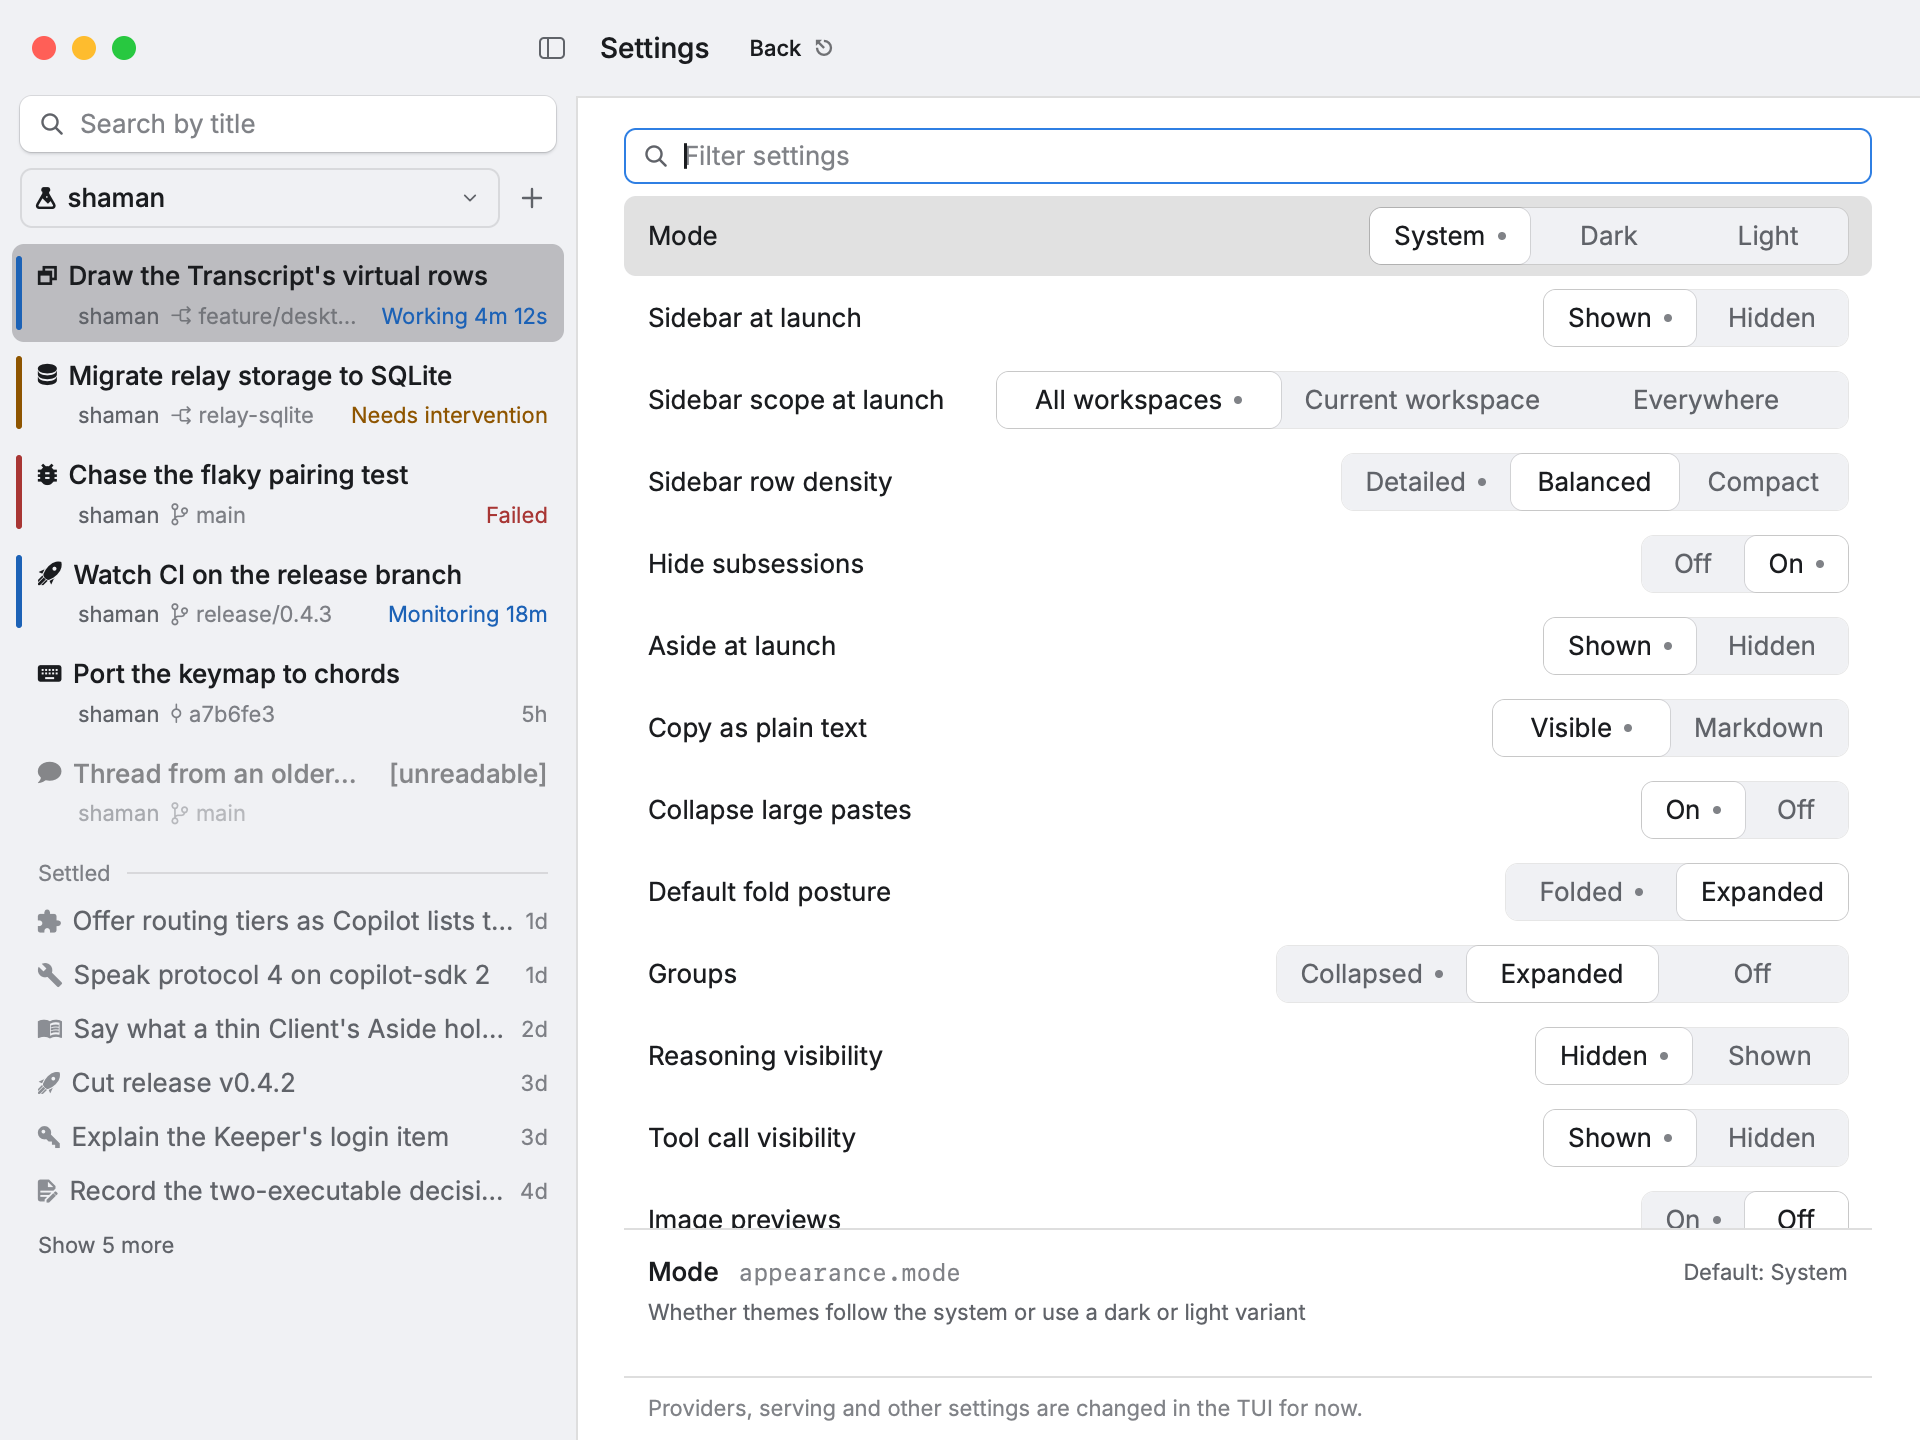 Settings Back
Search by title
shaman
Draw the Transcript's virtual rows
shaman feature/deskt... Working 4m 12s
Migrate relay storage to SQLite
shaman relay-sqlite Needs intervention
Chase the flaky pairing test
shaman main Failed
Watch CI on the release branch
shaman release/0.4.3 Monitoring 18m
Port the keymap to chords
shaman a7b6fe3 5h
Thread from an older... [unreadable]
shaman main
Settled
Offer routing tiers as Copilot lists t... 1d
Speak protocol 4 on copilot-sdk 2 1d
Say what a thin Client's Aside hol... 2d
Cut release v0.4.2 3d
Explain the Keeper's login item 3d
Record the two-executable decisi... 4d
Show 5 more
Filter settings
Mode System • Dark Light
Sidebar at launch Shown • Hidden
Sidebar scope at launch All workspaces • Current workspace Everywhere
Sidebar row density Detailed • Balanced Compact
Hide subsessions Off On •
Aside at launch Shown • Hidden
Copy as plain text Visible • Markdown
Collapse large pastes On • Off
Default fold posture Folded • Expanded
Groups Collapsed • Expanded Off
Reasoning visibility Hidden • Shown
Tool call visibility Shown • Hidden
Image previews On • Off
Mode appearance.mode Default: System
Whether themes follow the system or use a dark or light variant
Providers, serving and other settings are changed in the TUI for now.